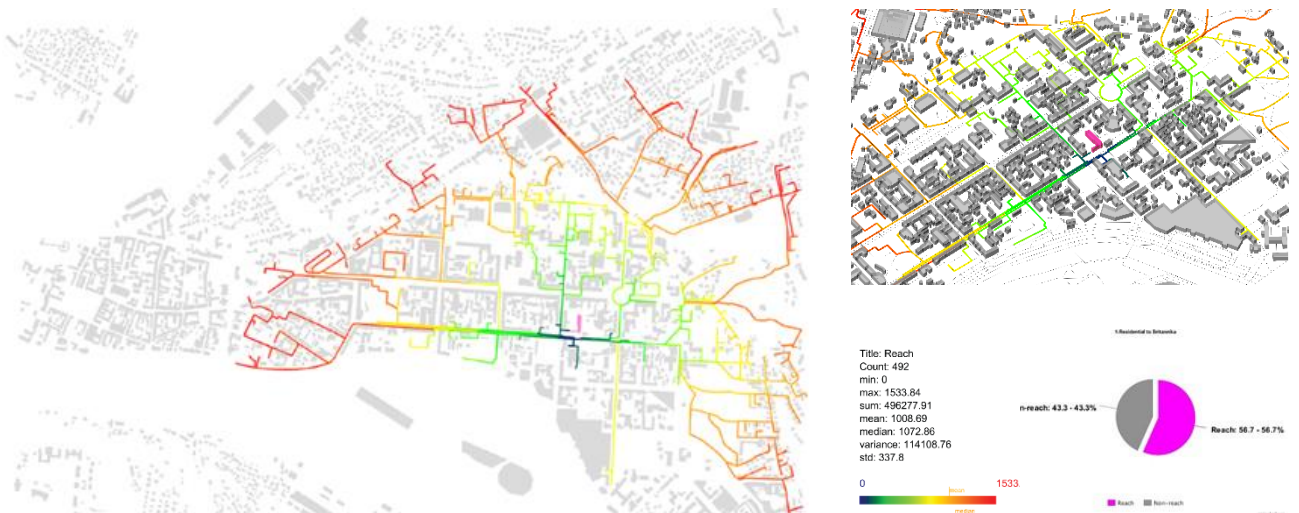 %Residential to Botswnika
Title: Reach
Count: 492
min: 0
max: 1533.84
sum: 496277.91
mean: 1008.69
median: 1072.86
variance: 114108.76
std: 337.8
n-reach: 43.3 - 43.3%
Reach: 56.7 - 56.7%
0
mean
1533
median
Reach
Non-reach